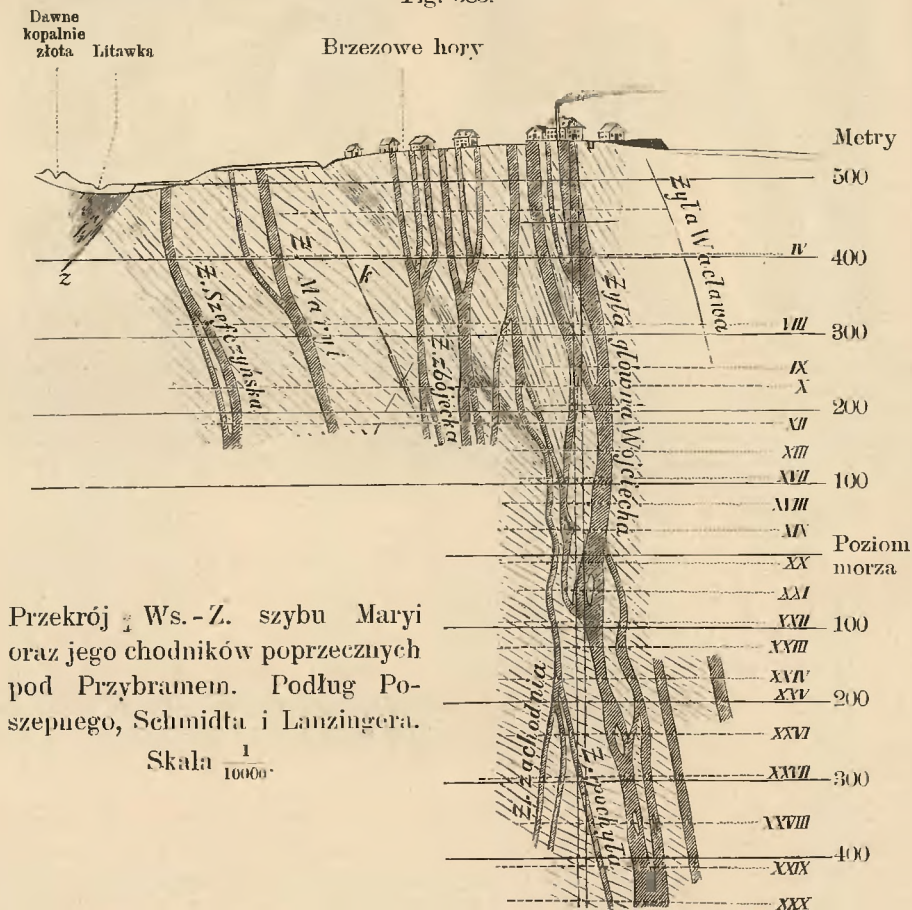 Dawne
kopalnie
złota
Litawka
Brzezowe hory
Metry
500
IV
400
VIII
300
IX
X
200
XII
XIII
XVII
100
XVIII
XIX
Poziom
morza
XX
XXI
XXII
100
XXIII
XXIV
XXV
200
XXVI
XXVII
300
XXVIII
400
XXIX
XXX
z
k
Ż. Szefczyńska
Ż. Maryi
k
Ż. zbójecka
Żyła główna Wojciecha
Żyła Wacława
Ż. zachodnia
Ż. pochyła
Przekrój Ws.-Z. szybu Maryi
oraz jego chodników poprzecznych
pod Przybramem. Podług Po-
szepnego, Schmidta i Lanzingera.
Skala 1/10000.